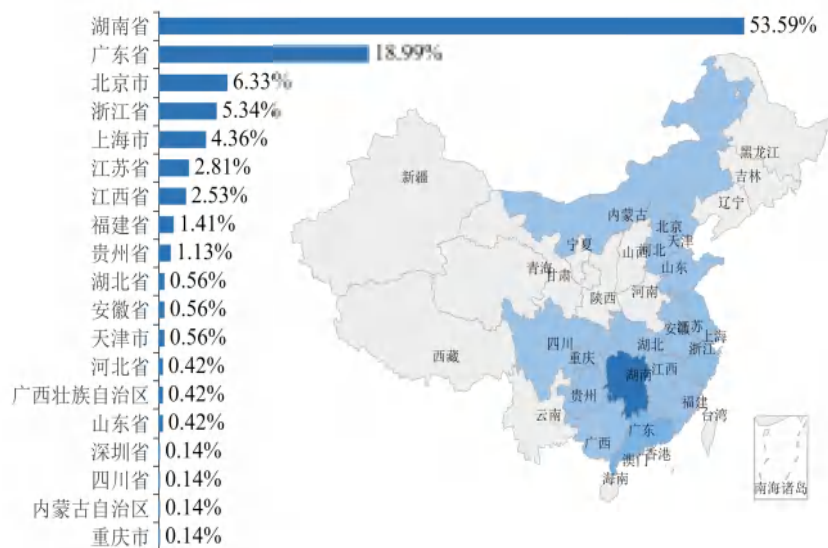 湖南省 53.59%
广东省 18.99%
北京市 6.33%
浙江省 5.34%
上海市 4.36%
江苏省 2.81%
江西省 2.53%
福建省 1.41%
贵州省 1.13%
湖北省 0.56%
安徽省 0.56%
天津市 0.56%
河北省 0.42%
广西壮族自治区 0.42%
山东省 0.42%
深圳省 0.14%
四川省 0.14%
内蒙古自治区 0.14%
重庆市 0.14%
黑龙江
吉林
辽宁
新疆
内蒙古
北京
天津
宁夏
山西
河北
山东
青海
甘肃
陕西
河南
安徽
江苏
上海
西藏
四川
重庆
湖北
浙江
湖南
江西
贵州
福建
云南
台湾
广西
广东
香港
澳门
海南
南海诸岛